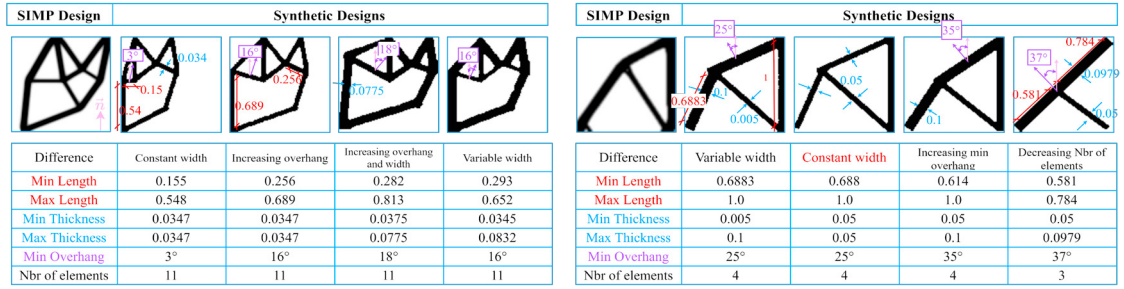 SIMP Design Synthetic Designs
3° 0.034 16° 18° 16°
0.15 0.256 0.0775
0.54 0.689
n
Difference Constant width Increasing overhang Increasing overhang and width Variable width
Min Length 0.155 0.256 0.282 0.293
Max Length 0.548 0.689 0.813 0.652
Min Thickness 0.0347 0.0347 0.0375 0.0345
Max Thickness 0.0347 0.0347 0.0775 0.0832
Min Overhang 3° 16° 18° 16°
Nbr of elements 11 11 11 11
SIMP Design Synthetic Designs
25° 35° 0.784
1 0.05 37° 0.0979
0.6883 0.1 0.581
0.005 0.1 0.05
Difference Variable width Constant width Increasing min overhang Decreasing Nbr of elements
Min Length 0.6883 0.688 0.614 0.581
Max Length 1.0 1.0 1.0 0.784
Min Thickness 0.005 0.05 0.05 0.05
Max Thickness 0.1 0.05 0.1 0.0979
Min Overhang 25° 25° 35° 37°
Nbr of elements 4 4 4 3